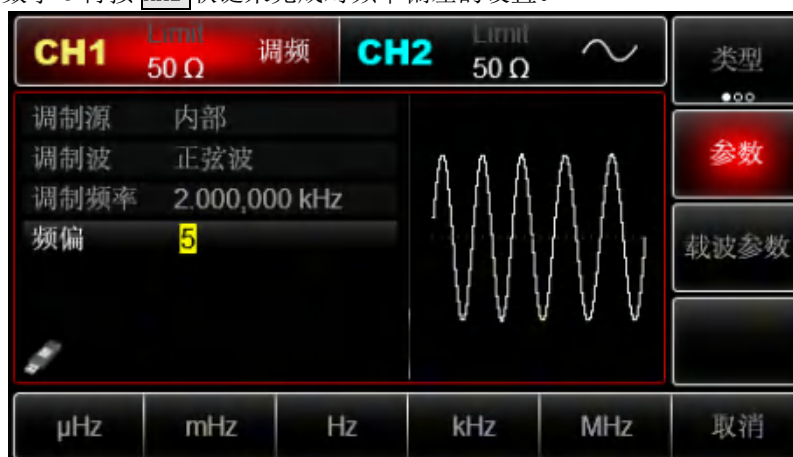 CH1 Limit 50 Ω 调频 CH2 Limit 50 Ω 类型
调制源 内部
调制波 正弦波
参数
调制频率 2.000,000 kHz
频偏 5
载波参数
μHz mHz Hz kHz MHz 取消